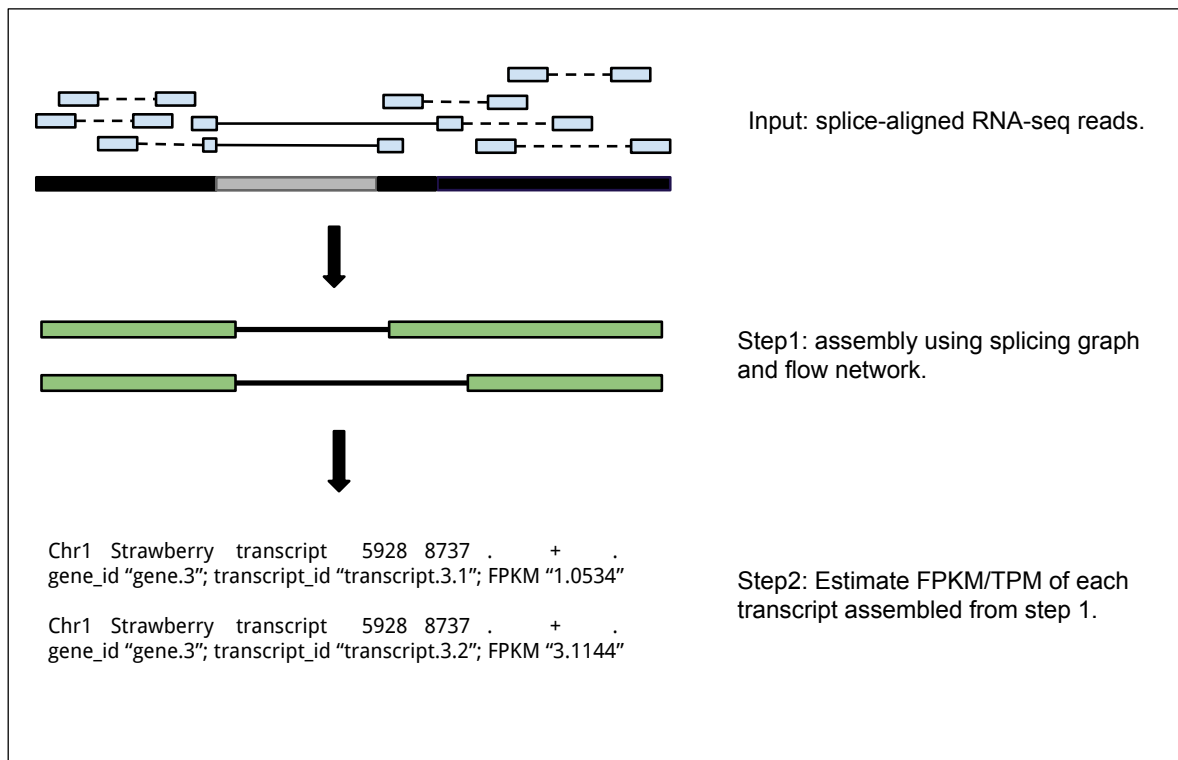 Input: splice-aligned RNA-seq reads.
Step1: assembly using splicing graph
and flow network.
Chr1 Strawberry transcript 5928 8737 . + .
gene_id “gene.3”; transcript_id “transcript.3.1”; FPKM “1.0534”
Chr1 Strawberry transcript 5928 8737 . + .
gene_id “gene.3”; transcript_id “transcript.3.2”; FPKM “3.1144”
Step2: Estimate FPKM/TPM of each
transcript assembled from step 1.